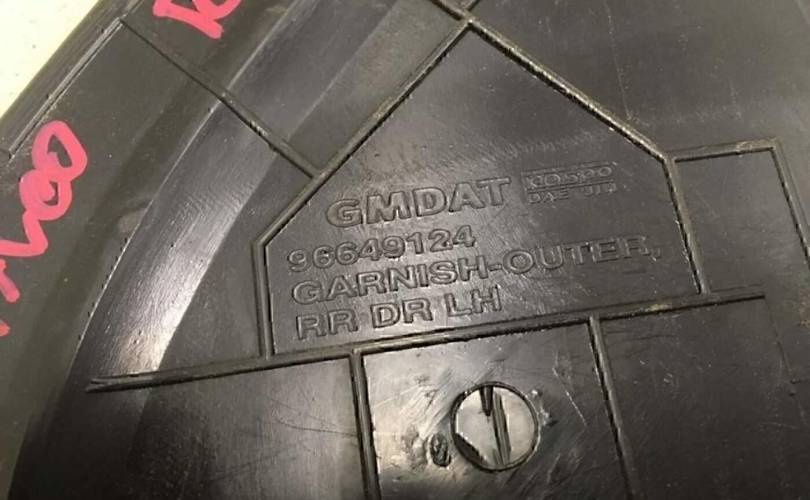 GMDAT
96649124
GARNISH-OUTER,
RR DR LH